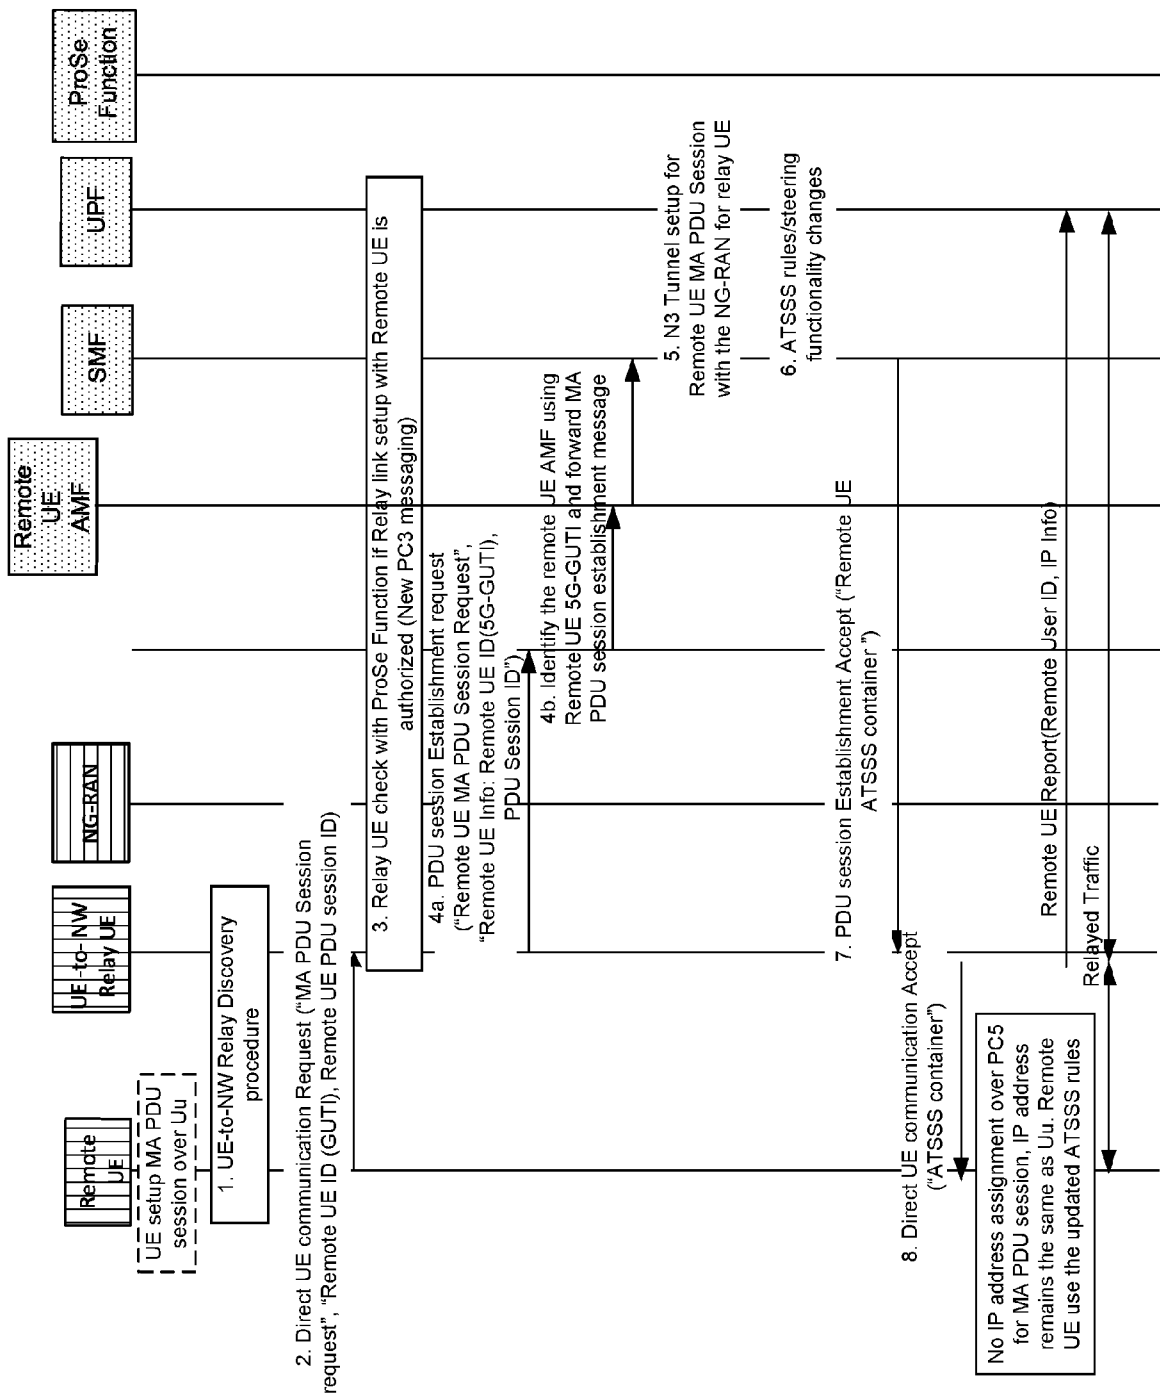 Remote
UE
UE-to-NW
Relay UE
NG-RAN
Remote
UE
AMF
SMF
UPF
ProSe
Function
UE setup MA PDU
session over Uu
1. UE-to-NW Relay Discovery
procedure
2. Direct UE communication Request (“MA PDU Session
request”, “Remote UE ID (GUTI), Remote UE PDU session ID)
3. Relay UE check with ProSe Function if Relay link setup with Remote UE is
authorized (New PC3 messaging)
4a. PDU session Establishment request
(“Remote UE MA PDU Session Request”,
“Remote UE Info: Remote UE ID(5G-GUTI),
PDU Session ID”)
4b. Identify the remote UE AMF using
Remote UE 5G-GUTI and forward MA
PDU session establishment message
5. N3 Tunnel setup for
Remote UE MA PDU Session
with the NG-RAN for relay UE
6. ATSSS rules/steering
functionality changes
7. PDU session Establishment Accept (“Remote UE
ATSSS container ”)
8. Direct UE communication Accept
(“ATSSS container”)
No IP address assignment over PC5
for MA PDU session, IP address
remains the same as Uu. Remote
UE use the updated ATSSS rules
Remote UE Report(Remote User ID, IP Info)
Relayed Traffic